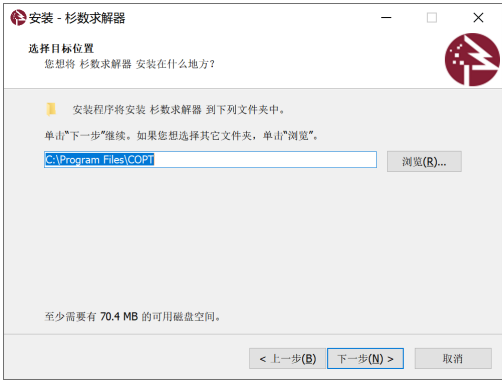 安装 - 杉数求解器
选择目标位置
您想将 杉数求解器 安装在什么地方?
安装程序将安装 杉数求解器 到下列文件夹中。
单击“下一步”继续。如果您想选择其它文件夹，单击“浏览”。
C:\Program Files\COPT
浏览(R)...
至少需要有 70.4 MB 的可用磁盘空间。
< 上一步(B)
下一步(N) >
取消